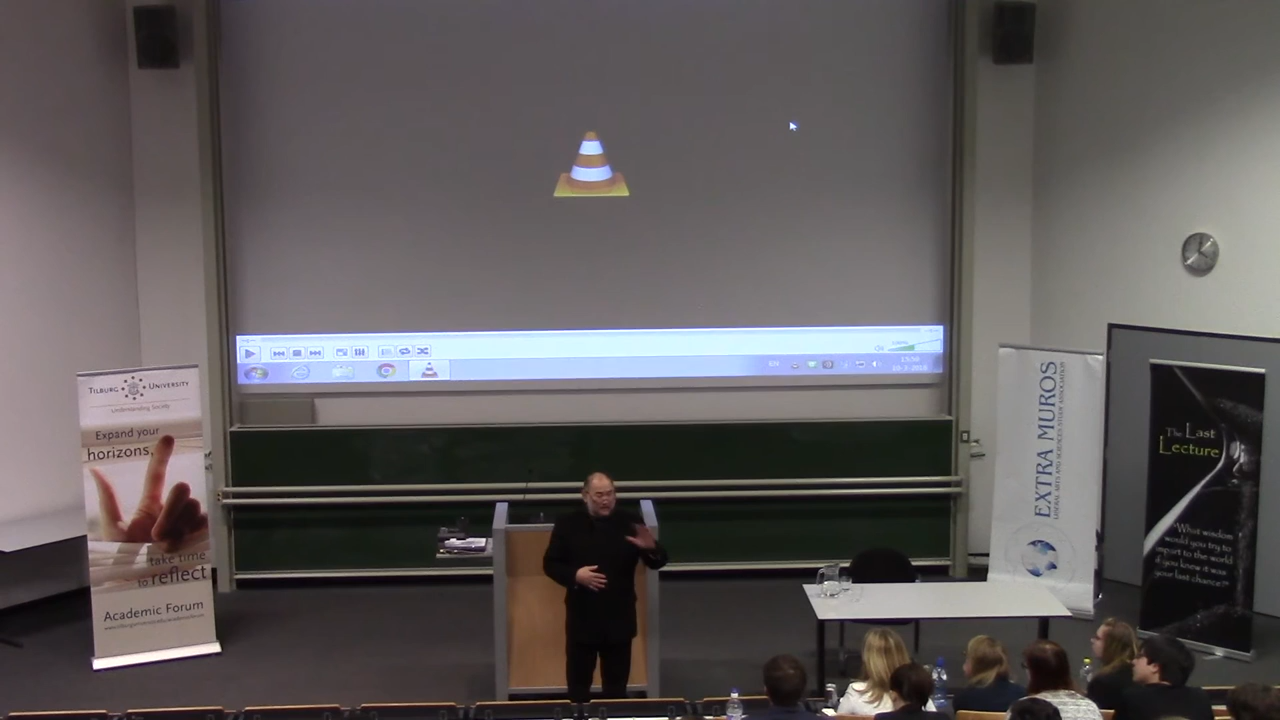 EN
TILBURG UNIVERSITY
Understanding Society
Expand your
horizons,
take time
to reflect
Academic Forum
EXTRA MUROS
LIBERAL ARTS AND SCIENCES STUDY ASSOCIATION
The Last
Lecture
"What wisdom
would you try to
impart to the world
if you knew it was
your last chance?"